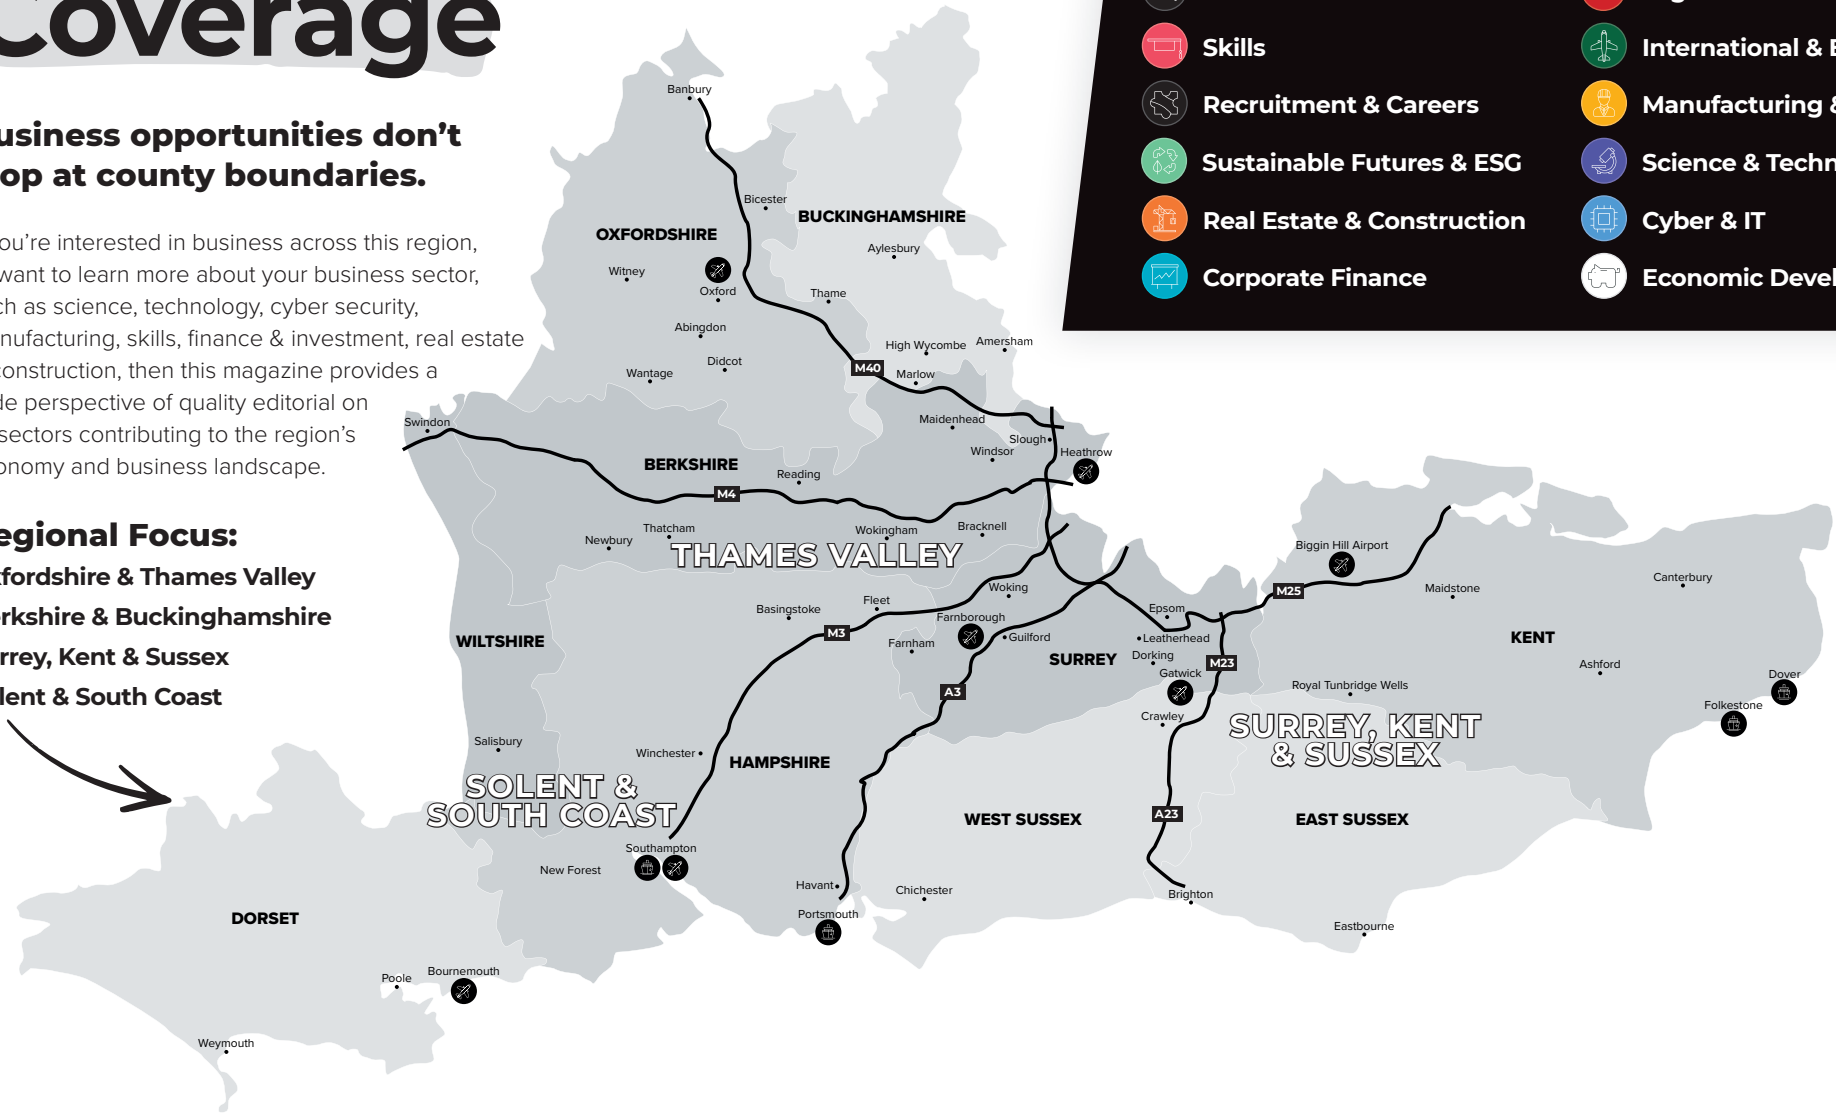 Coverage
usiness opportunities don’t
op at county boundaries.
ou’re interested in business across this region,
want to learn more about your business sector,
ch as science, technology, cyber security,
nufacturing, skills, finance & investment, real estate
construction, then this magazine provides a
de perspective of quality editorial on
sectors contributing to the region’s
onomy and business landscape.
egional Focus:
xfordshire & Thames Valley
erkshire & Buckinghamshire
rrey, Kent & Sussex
lent & South Coast
Skills
Recruitment & Careers
Sustainable Futures & ESG
Real Estate & Construction
Corporate Finance
International & E
Manufacturing &
Science & Techn
Cyber & IT
Economic Devel
Banbury
Bicester
BUCKINGHAMSHIRE
OXFORDSHIRE
Aylesbury
Witney
Oxford
Thame
Abingdon
High Wycombe
Amersham
Didcot
Wantage
M40
Marlow
Swindon
Maidenhead
Slough
Windsor
Heathrow
BERKSHIRE
Reading
M4
Thatcham
Newbury
Wokingham
Bracknell
THAMES VALLEY
Biggin Hill Airport
Canterbury
Maidstone
M25
Woking
Fleet
Basingstoke
Farnborough
Epsom
M3
Guilford
Leatherhead
WILTSHIRE
Farnham
SURREY
Dorking
M23
KENT
Ashford
Gatwick
Dover
A3
Royal Tunbridge Wells
Folkestone
Crawley
SURREY, KENT
& SUSSEX
Salisbury
Winchester
HAMPSHIRE
SOLENT &
SOUTH COAST
A23
WEST SUSSEX
EAST SUSSEX
Southampton
New Forest
Havant
Chichester
Brighton
Portsmouth
DORSET
Eastbourne
Poole
Bournemouth
Weymouth